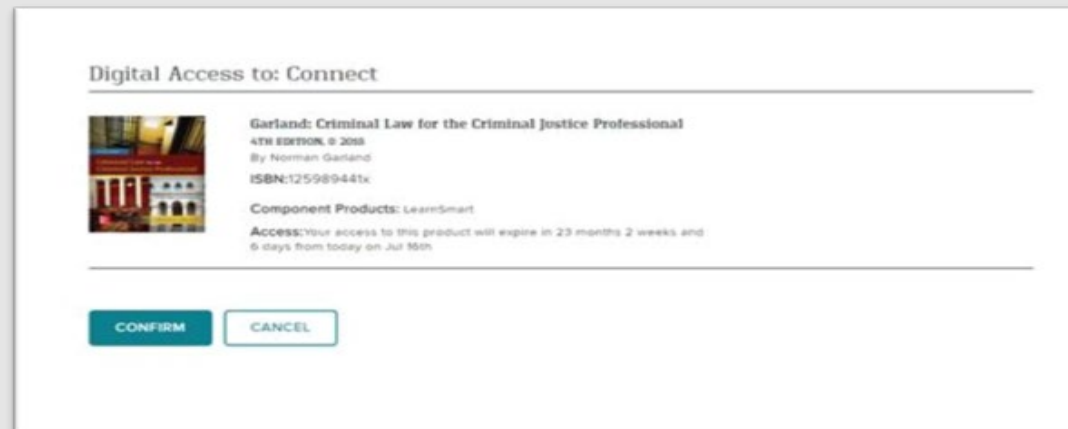 Digital Access to: Connect
Garland: Criminal Law for the Criminal Justice Professional
4TH EDITION, © 2018
By Norman Garland
ISBN:125989441x
Component Products: LearnSmart
Access:Your access to this product will expire in 23 months 2 weeks and
6 days from today on Jul 16th
CONFIRM CANCEL